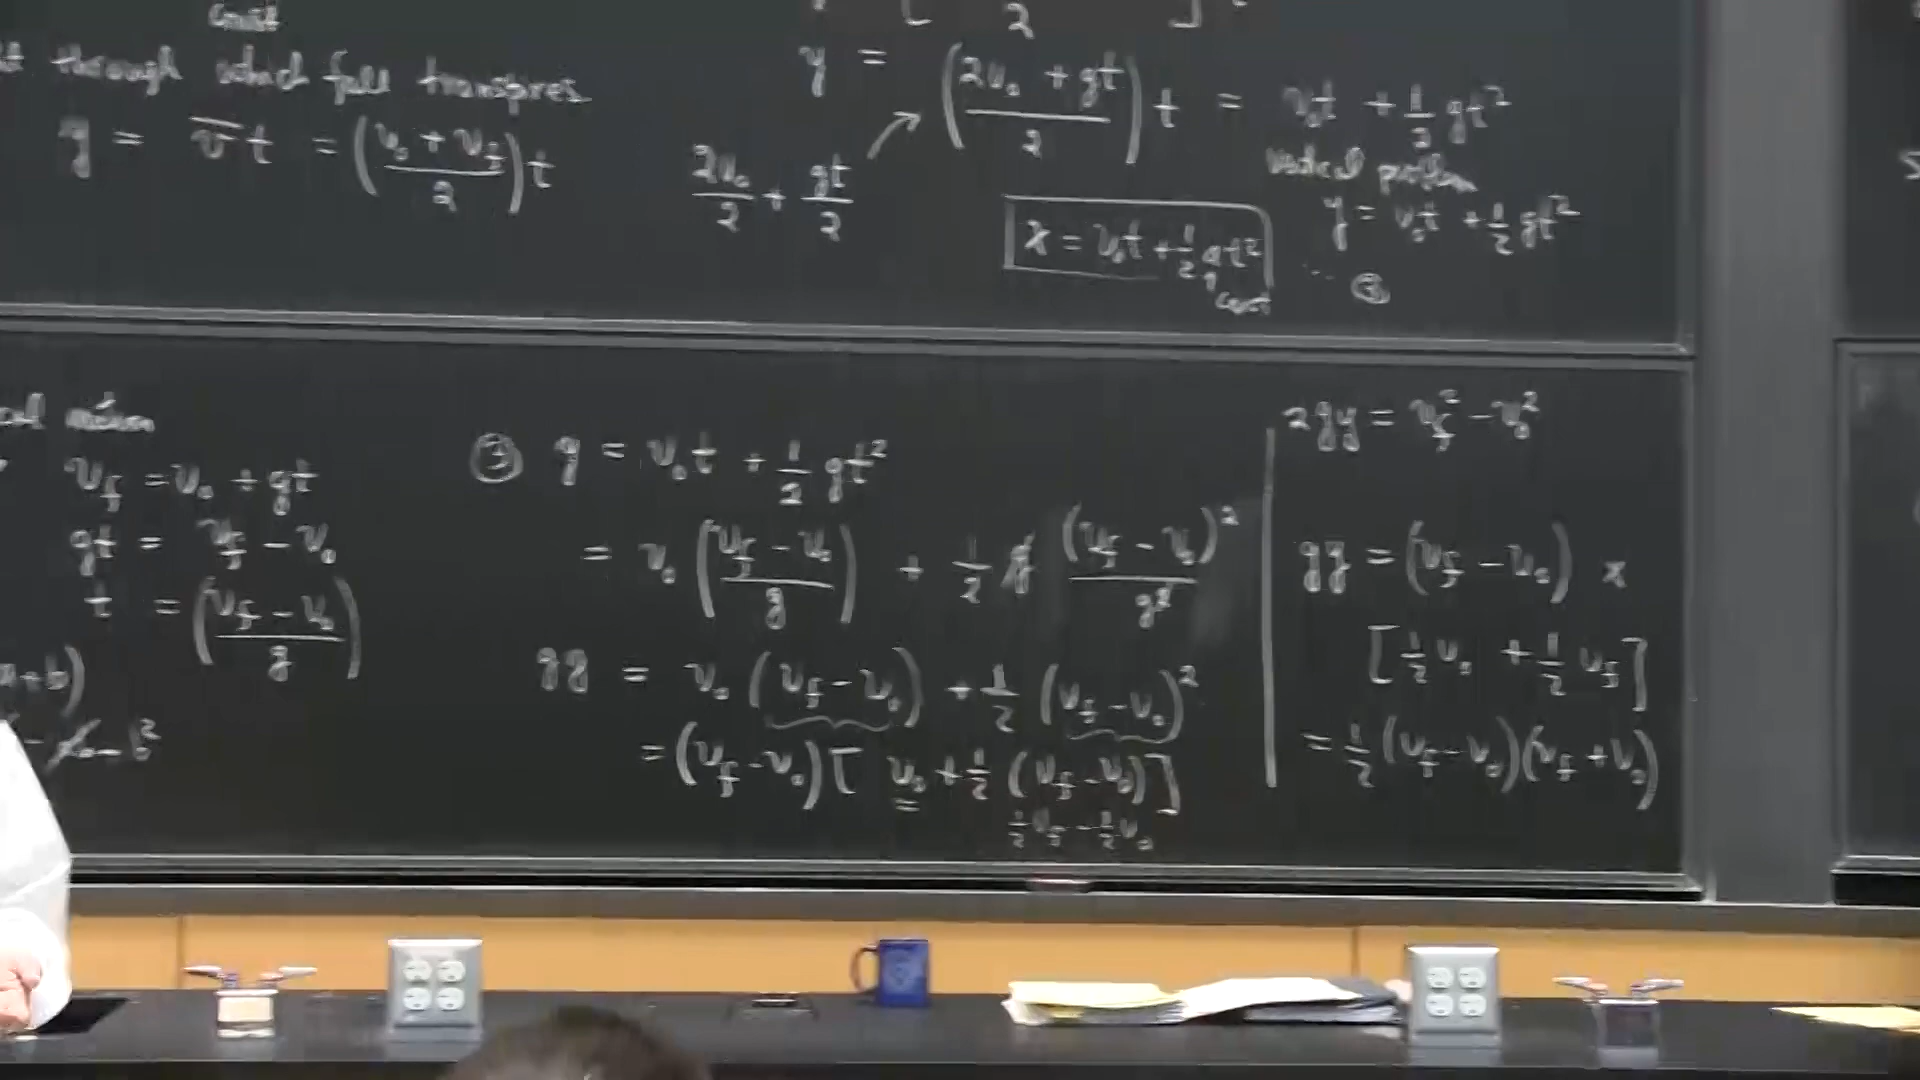 const
through which fall transpires
y = v̅t = ((v₀ + v_f)/2)t
2
y = ((2v₀ + gt)/2) t = v₀t + ½gt²
2v₀/2 + gt/2
vertical problem
y = v₀t + ½gt²
x = v₀t + ½at²
const
... ③
motion
v_f = v₀ + gt
gt = v_f - v₀
t = ((v_f - v₀)/g)
a+b)
- b²
③ y = v₀t + ½gt²
= v₀((v_f - v₀)/g) + ½g (v_f - v₀)²/g²
gy = v₀(v_f - v₀) + ½(v_f - v₀)²
= (v_f - v₀)[v₀ + ½(v_f - v₀)]
½v_f - ½v₀
2gy = v_f² - v₀²
gy = (v_f - v₀) ×
[½v₀ + ½v_f]
= ½(v_f - v₀)(v_f + v₀)